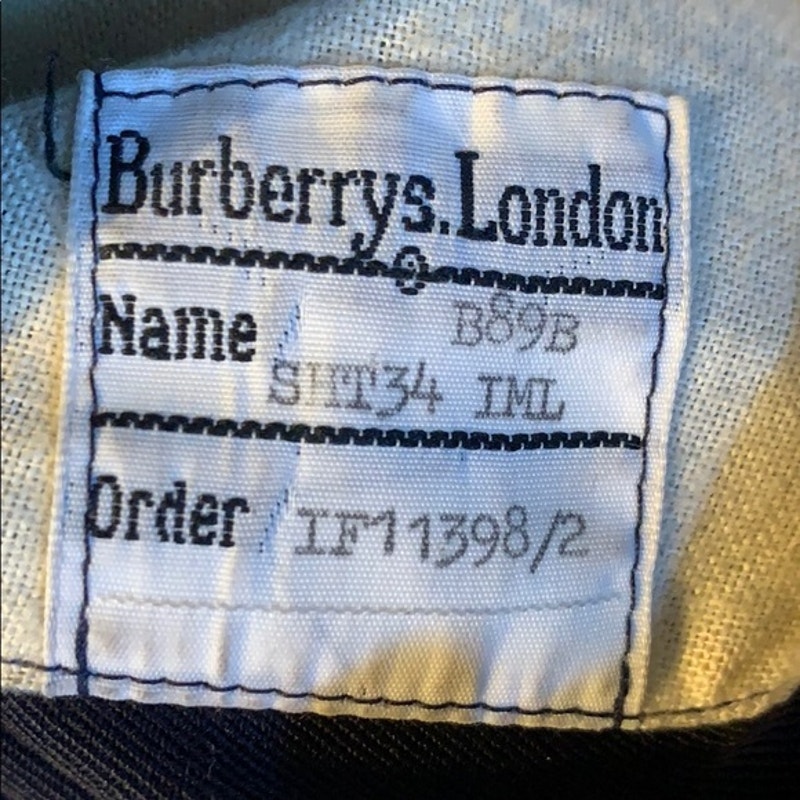 Burberrys.London
Name B89B
SHT34 IML
Order IF11398/2